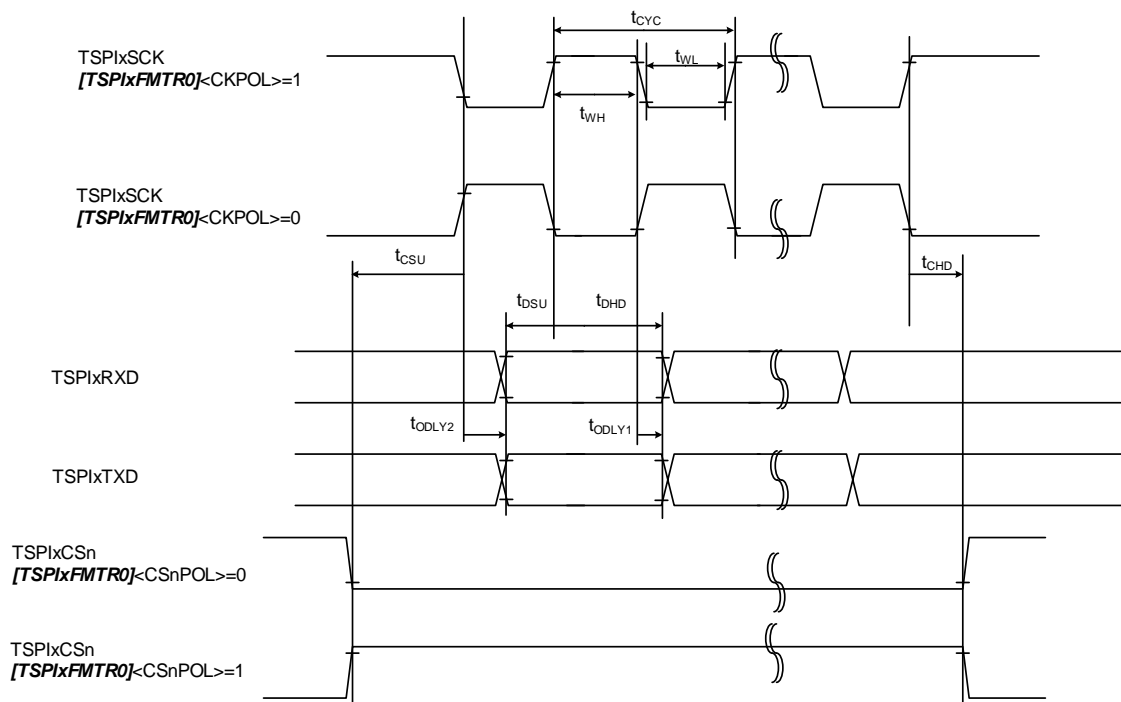 tCYC
TSPIxSCK
[TSPIxFMTR0]<CKPOL>=1
tWL
tWH
TSPIxSCK
[TSPIxFMTR0]<CKPOL>=0
tCSU
tCHD
tDSU
tDHD
TSPIxRXD
tODLY2
tODLY1
TSPIxTXD
TSPIxCSn
[TSPIxFMTR0]<CSnPOL>=0
TSPIxCSn
[TSPIxFMTR0]<CSnPOL>=1